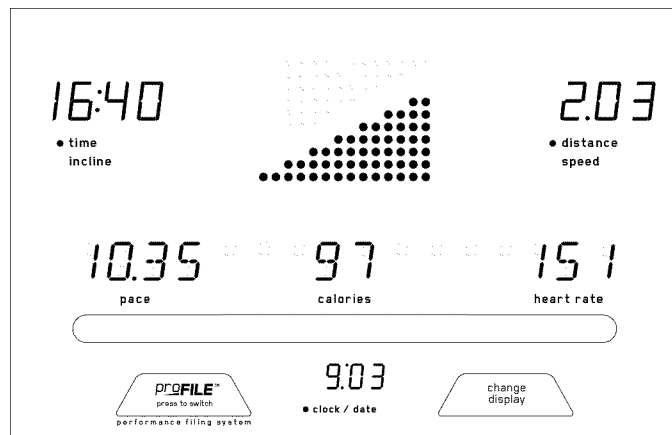 16:40
2.03
● time
incline
● distance
speed
10.35
97
151
pace
calories
heart rate
9:03
proFILE™
press to switch
performance filing system
● clock / date
change
display